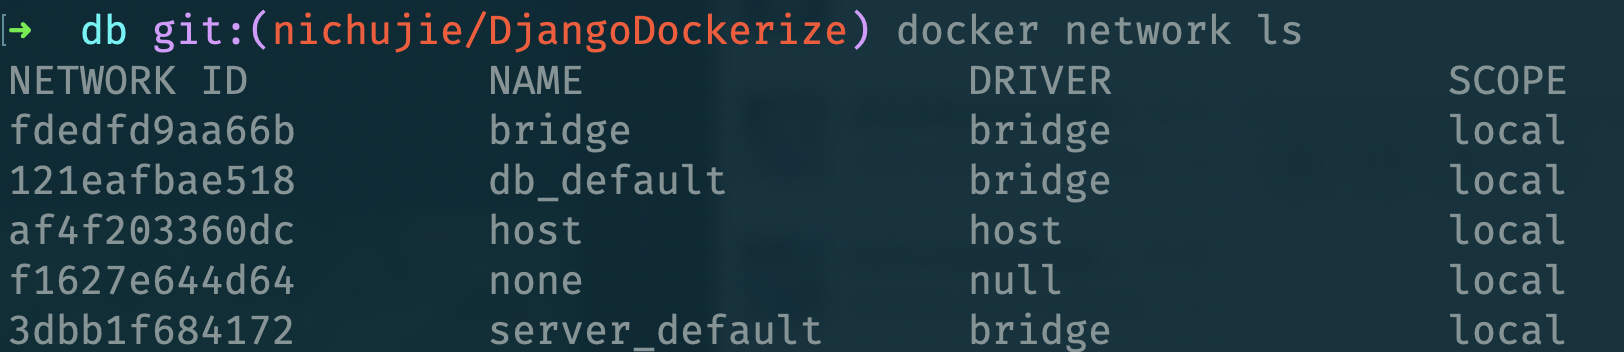 ➜ db git:(nichujie/DjangoDockerize) docker network ls
NETWORK ID NAME DRIVER SCOPE
fdedfd9aa66b bridge bridge local
121eafbae518 db_default bridge local
af4f203360dc host host local
f1627e644d64 none null local
3dbb1f684172 server_default bridge local